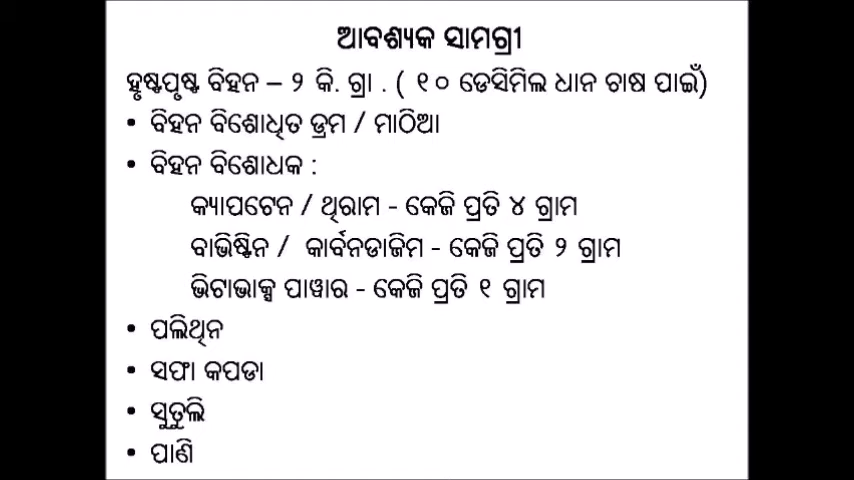 ଆବଶ୍ୟକ ସାମଗ୍ରୀ
ହୃଷ୍ଟପୃଷ୍ଟ ବିହନ – ୨ କି. ଗ୍ରା . ( ୧୦ ଡେସିମିଲ ଧାନ ଚାଷ ପାଇଁ)
• ବିହନ ବିଶୋଧିତ ଡ୍ରମ / ମାଠିଆ
• ବିହନ ବିଶୋଧକ :
କ୍ୟାପଟେନ / ଥିରାମ - କେଜି ପ୍ରତି ୪ ଗ୍ରାମ
ବାଭିଷ୍ଟିନ / କାର୍ବନଡାଜିମ - କେଜି ପ୍ରତି ୨ ଗ୍ରାମ
ଭିଟାଭାକ୍ସ ପାୱାର - କେଜି ପ୍ରତି ୧ ଗ୍ରାମ
• ପଲିଥିନ
• ସଫା କପଡା
• ସୁତୁଲି
• ପାଣି